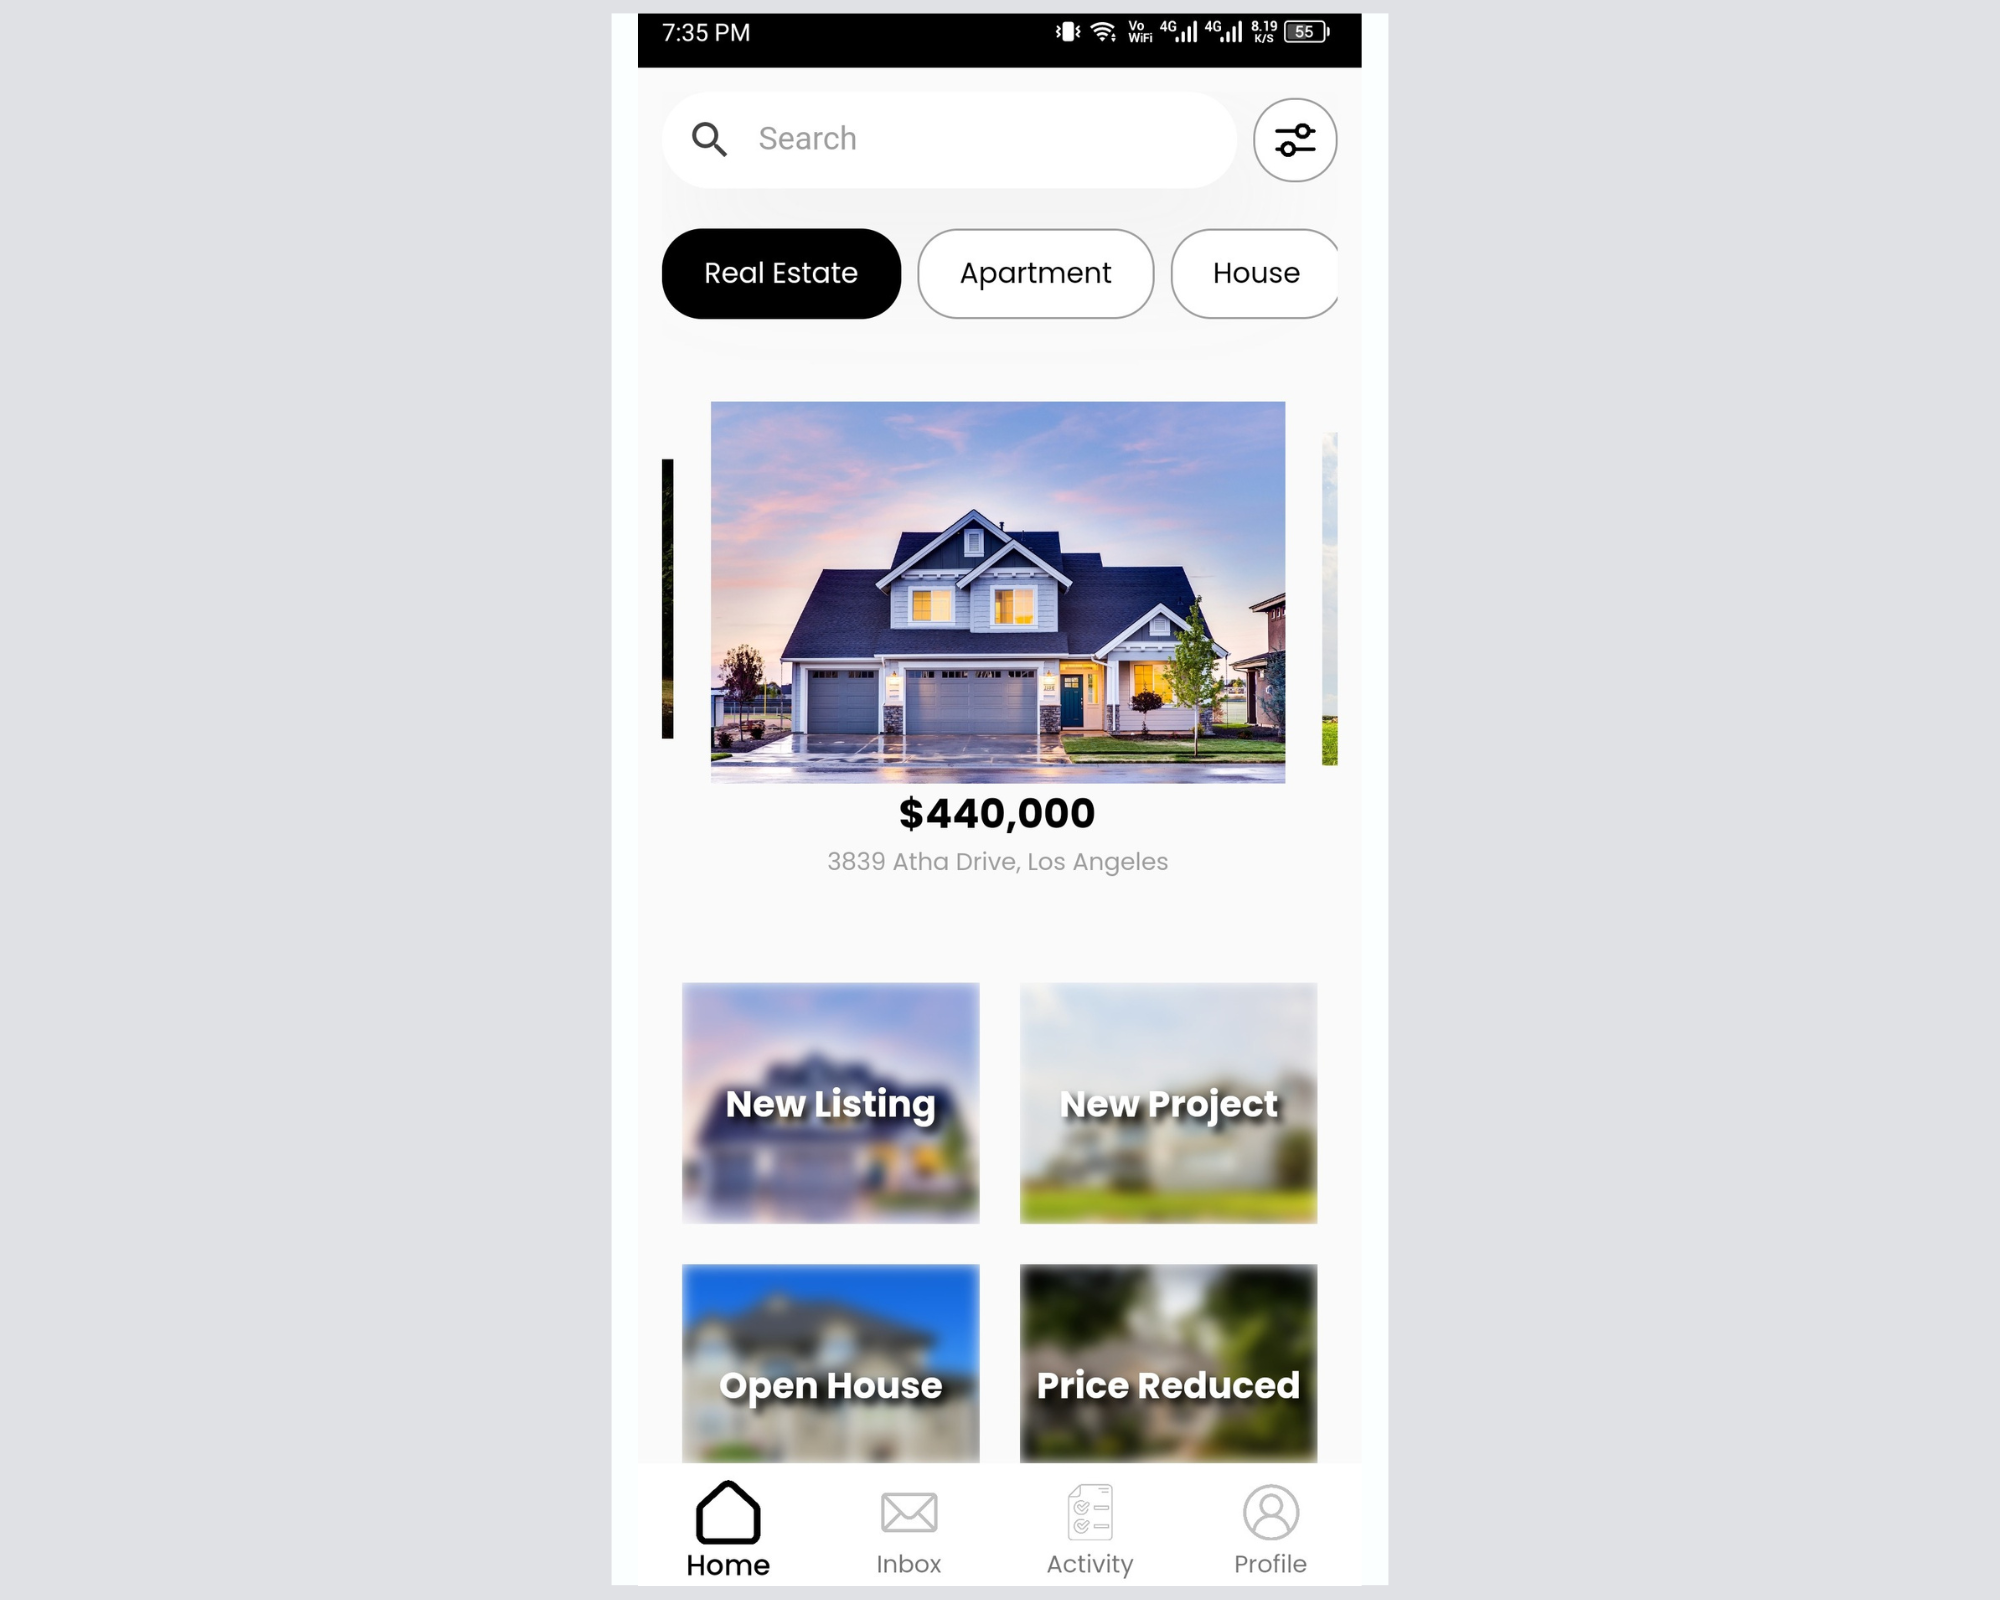 7:35 PM Vo WiFi 4G 4G 8.19 K/S 55
Search
Real Estate Apartment House
$440,000
3839 Atha Drive, Los Angeles
New Listing New Project
Open House Price Reduced
Home Inbox Activity Profile